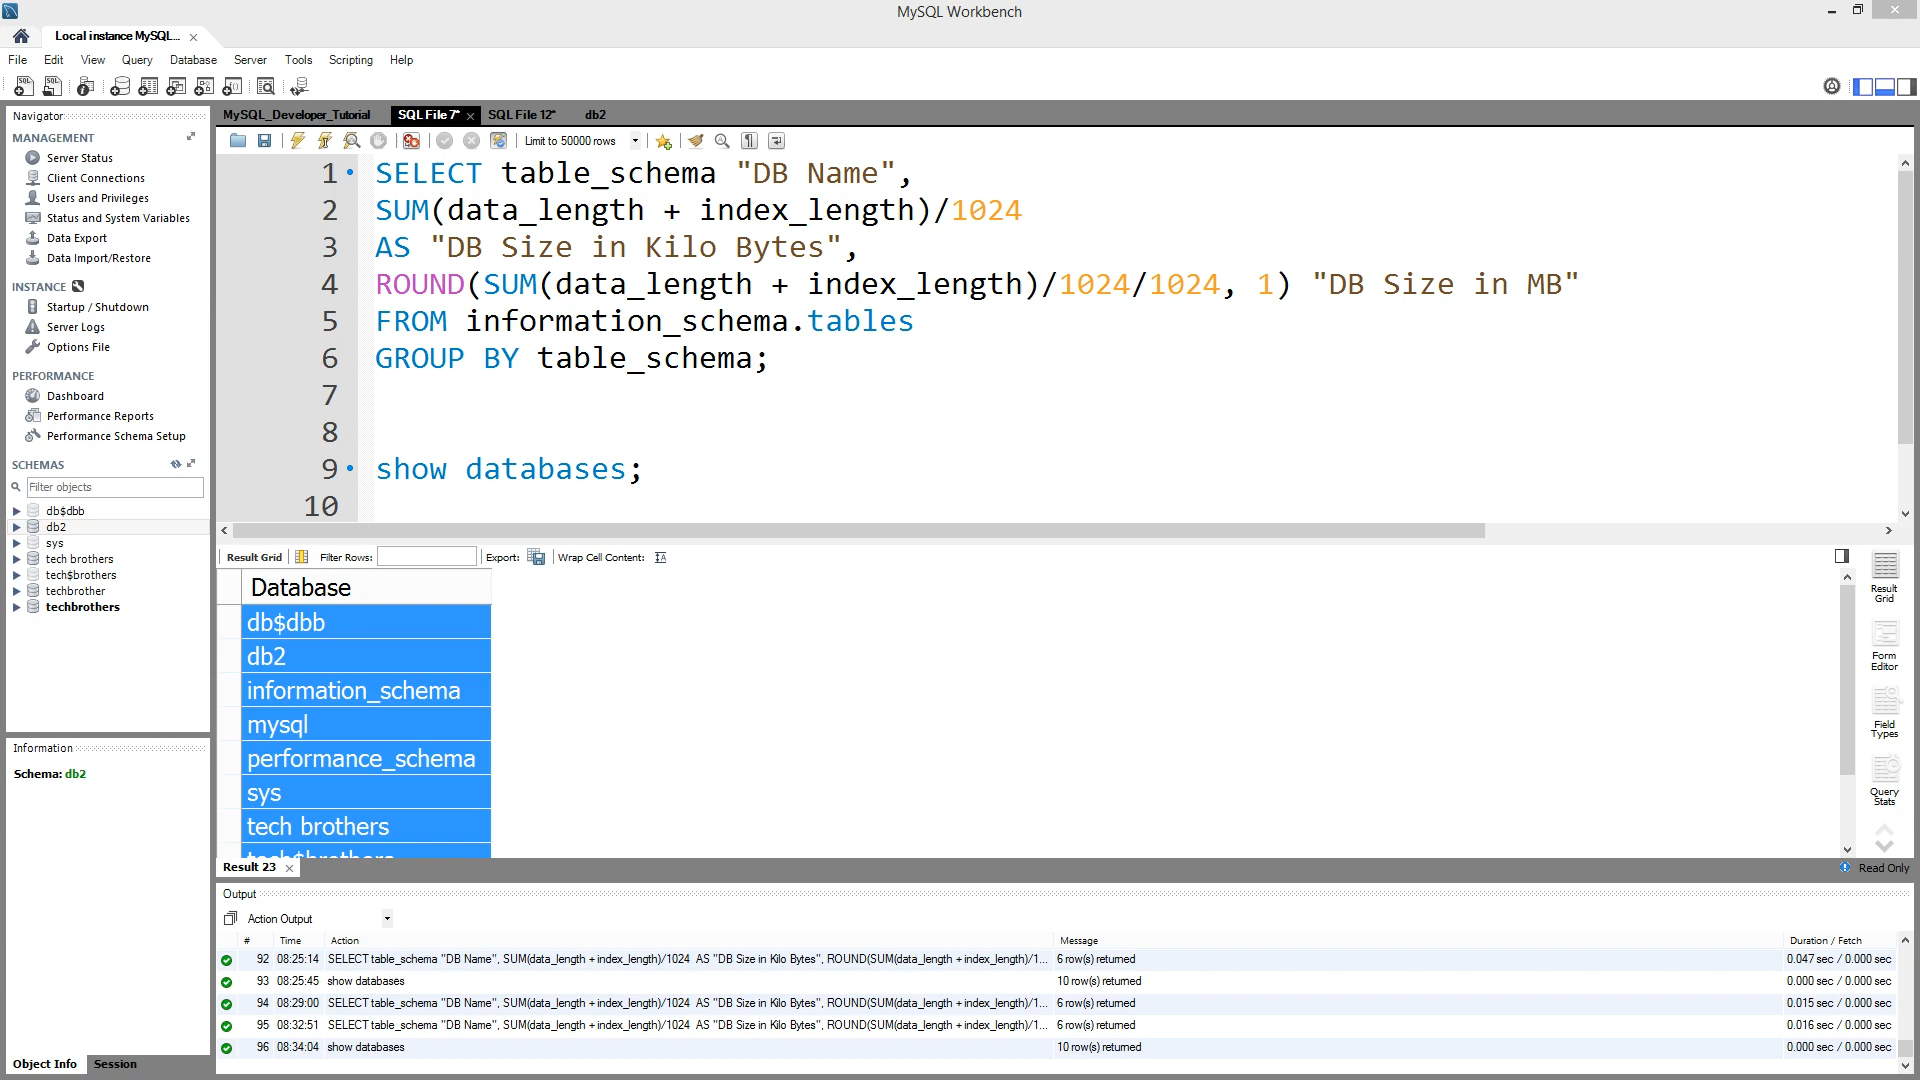 MySQL Workbench
Local instance MySQL...
File Edit View Query Database Server Tools Scripting Help
Navigator
MANAGEMENT
Server Status
Client Connections
Users and Privileges
Status and System Variables
Data Export
Data Import/Restore
INSTANCE
Startup / Shutdown
Server Logs
Options File
PERFORMANCE
Dashboard
Performance Reports
Performance Schema Setup
SCHEMAS
Filter objects
db$dbb
db2
sys
tech brothers
tech$brothers
techbrother
techbrothers
Information
Schema: db2
Object Info Session
MySQL_Developer_Tutorial SQL File 7* SQL File 12* db2
Limit to 50000 rows
1 SELECT table_schema "DB Name",
2 SUM(data_length + index_length)/1024
3 AS "DB Size in Kilo Bytes",
4 ROUND(SUM(data_length + index_length)/1024/1024, 1) "DB Size in MB"
5 FROM information_schema.tables
6 GROUP BY table_schema;
7
8
9 show databases;
10
Result Grid Filter Rows: Export: Wrap Cell Content:
Database
db$dbb
db2
information_schema
mysql
performance_schema
sys
tech brothers
tech$brothers
Result Grid
Form Editor
Field Types
Query Stats
Result 23
Read Only
Output
Action Output
# Time Action Message Duration / Fetch
92 08:25:14 SELECT table_schema "DB Name", SUM(data_length + index_length)/1024 AS "DB Size in Kilo Bytes", ROUND(SUM(data_length + index_length)/1... 6 row(s) returned 0.047 sec / 0.000 sec
93 08:25:45 show databases 10 row(s) returned 0.000 sec / 0.000 sec
94 08:29:00 SELECT table_schema "DB Name", SUM(data_length + index_length)/1024 AS "DB Size in Kilo Bytes", ROUND(SUM(data_length + index_length)/1... 6 row(s) returned 0.015 sec / 0.000 sec
95 08:32:51 SELECT table_schema "DB Name", SUM(data_length + index_length)/1024 AS "DB Size in Kilo Bytes", ROUND(SUM(data_length + index_length)/1... 6 row(s) returned 0.016 sec / 0.000 sec
96 08:34:04 show databases 10 row(s) returned 0.000 sec / 0.000 sec